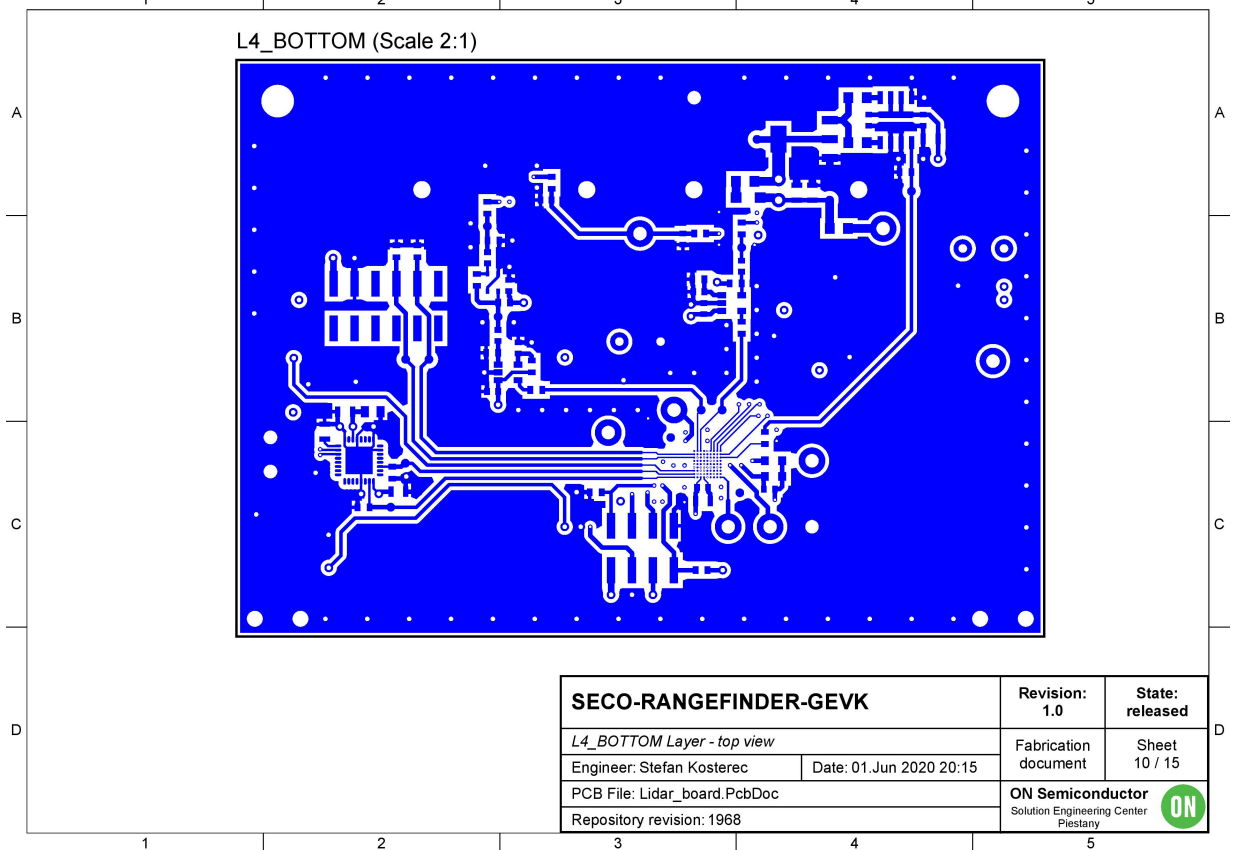 1 2 3 4 5
L4_BOTTOM (Scale 2:1)
A A
B B
C C
D D
SECO-RANGEFINDER-GEVK
Revision:
1.0
State:
released
L4_BOTTOM Layer - top view
Fabrication
document
Sheet
10 / 15
Engineer: Stefan Kosterec
Date: 01.Jun 2020 20:15
PCB File: Lidar_board.PcbDoc
Repository revision: 1968
ON Semiconductor
Solution Engineering Center
Piestany
ON
1 2 3 4 5